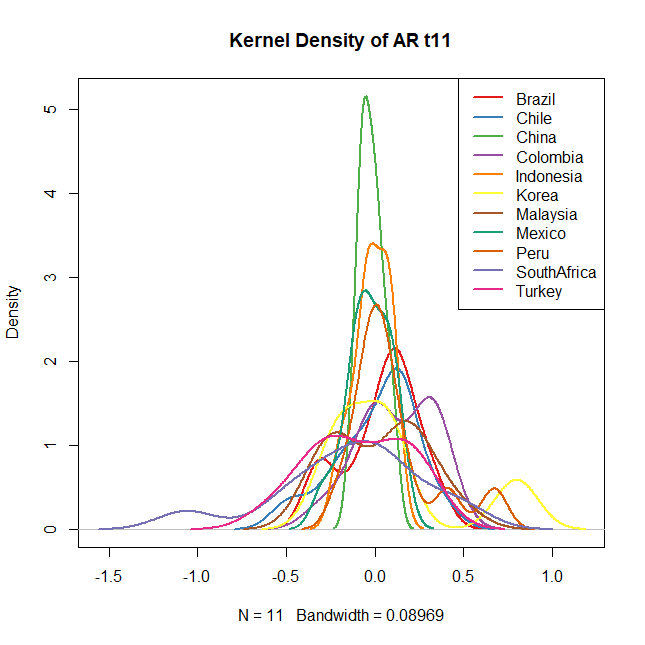 Kernel Density of AR t11
Brazil
Chile
China
Colombia
Indonesia
Korea
Malaysia
Mexico
Peru
SouthAfrica
Turkey
Density
5
4
3
2
1
0
-1.5 -1.0 -0.5 0.0 0.5 1.0
N = 11 Bandwidth = 0.08969